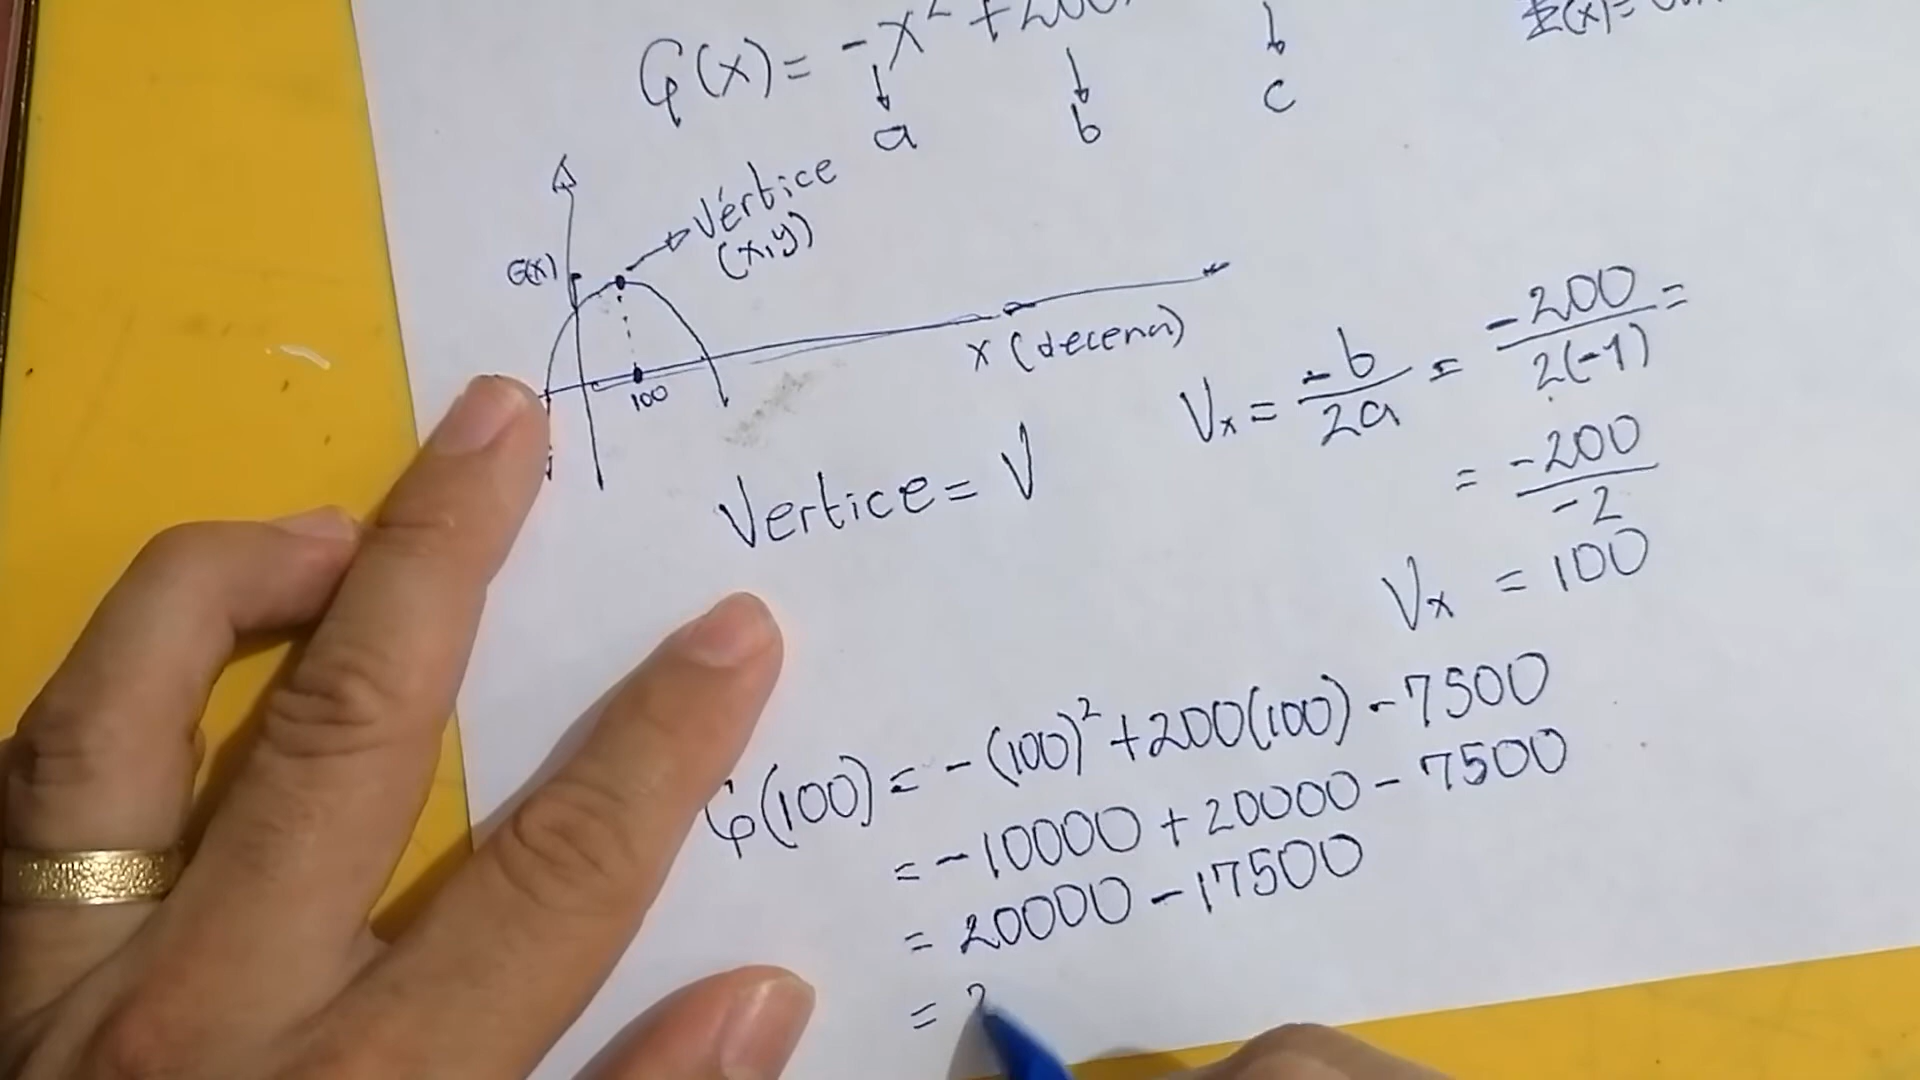 G(x) = -x² + 200
a b c
Vértice
(x,y)
G(x)
x (decena)
100
Vertice = V
Vx = -b/2a = -200/2(-1) =
= -200/-2
Vx = 100
G(100) = -(100)² + 200(100) - 7500
= -10000 + 20000 - 7500
= 20000 - 17500
= 2